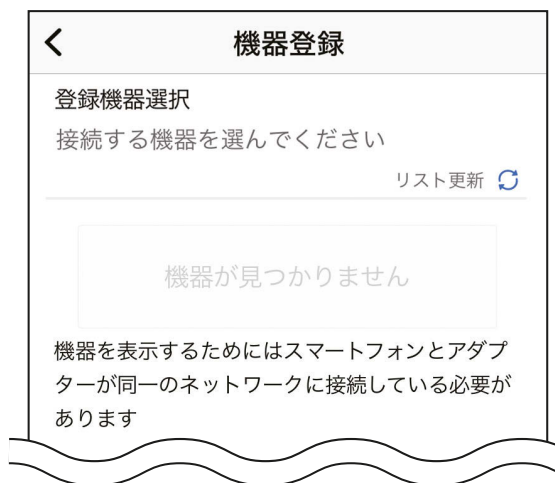 機器登録
登録機器選択
接続する機器を選んでください
リスト更新
機器が見つかりません
機器を表示するためにはスマートフォンとアダプ
ターが同一のネットワークに接続している必要が
あります